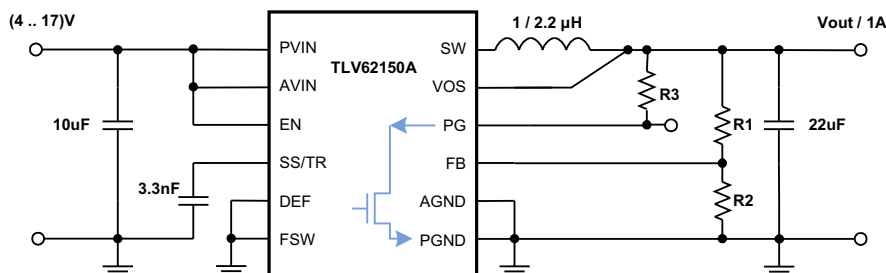 (4 .. 17)V
1 / 2.2 µH
Vout / 1A
TLV62150A
PVIN
SW
AVIN
VOS
R3
10uF
EN
PG
R1
22uF
SS/TR
FB
3.3nF
DEF
AGND
R2
FSW
PGND